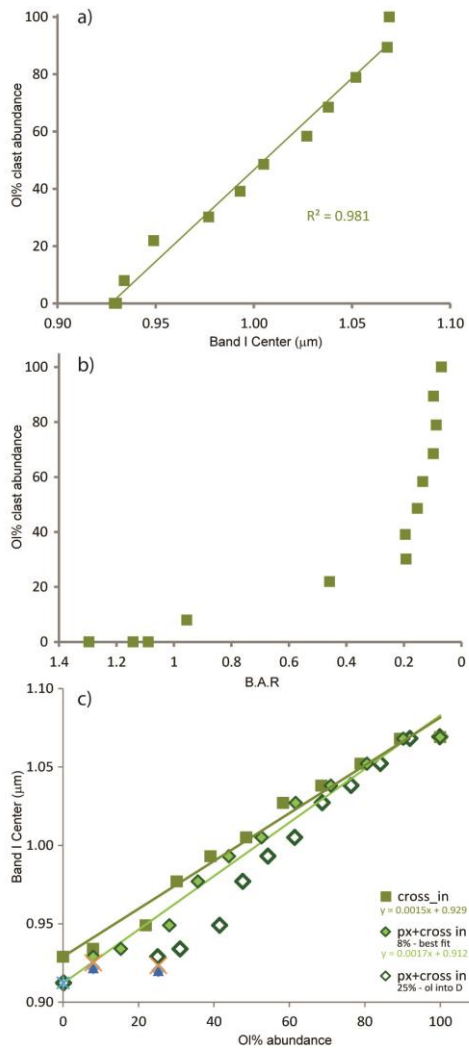 a)
Ol% clast abundance
100
80
60
40
20
0
R² = 0.981
0.90 0.95 1.00 1.05 1.10
Band I Center (µm)
b)
Ol% clast abundance
100
80
60
40
20
0
1.4 1.2 1 0.8 0.6 0.4 0.2 0
B.A.R
c)
Band I Center (µm)
1.10
1.05
1.00
0.95
0.90
cross_in
y = 0.0015x + 0.929
px+cross in
8% - best fit
y = 0.0017x + 0.912
px+cross in
25% - ol into D
0 20 40 60 80 100
Ol% abundance